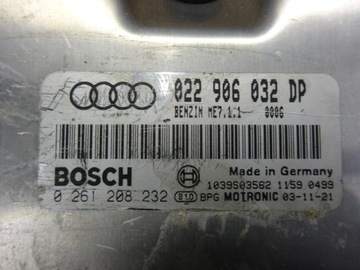 022 906 032 DP
BENZIN ME7.1.1 0006
BOSCH
0 261 208 232
Made in Germany
1039S03562 1159 0499
810 BPG MOTRONIC 03-11-21